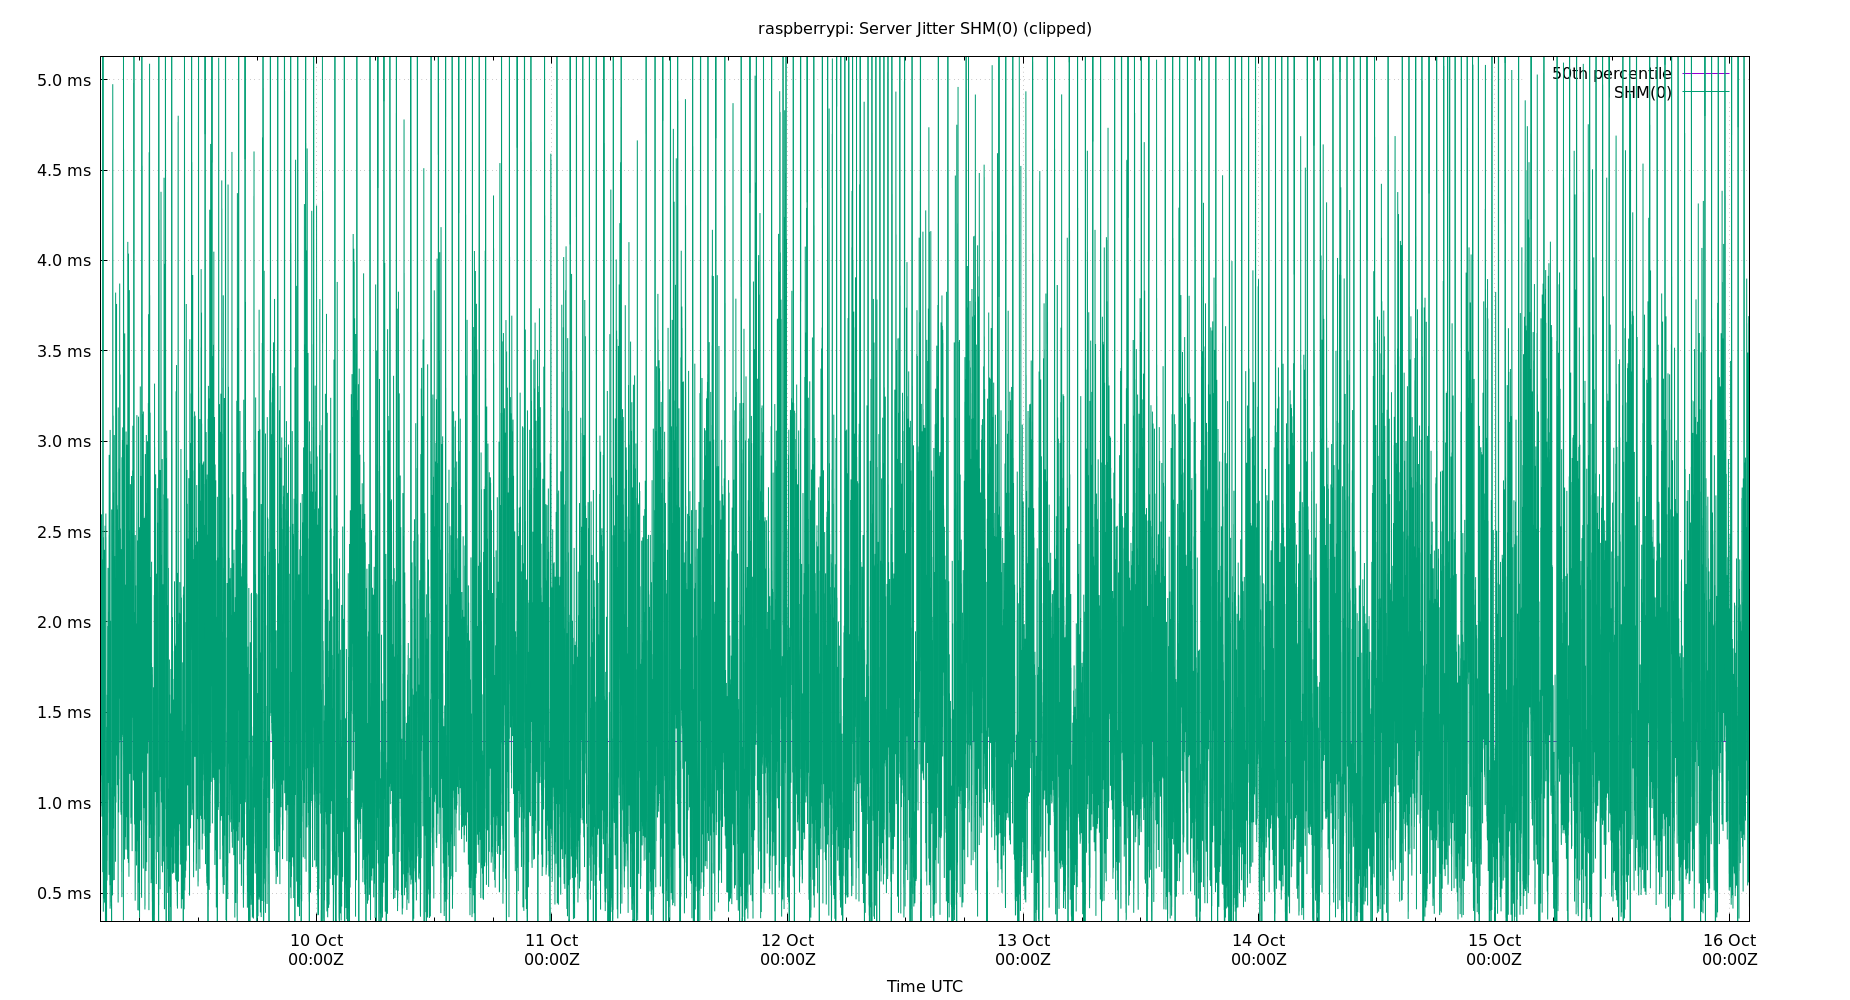 raspberrypi: Server Jitter SHM(0) (clipped)
50th percentile
SHM(0)
5.0 ms
4.5 ms
4.0 ms
3.5 ms
3.0 ms
2.5 ms
2.0 ms
1.5 ms
1.0 ms
0.5 ms
10 Oct
00:00Z
11 Oct
00:00Z
12 Oct
00:00Z
13 Oct
00:00Z
14 Oct
00:00Z
15 Oct
00:00Z
16 Oct
00:00Z
Time UTC